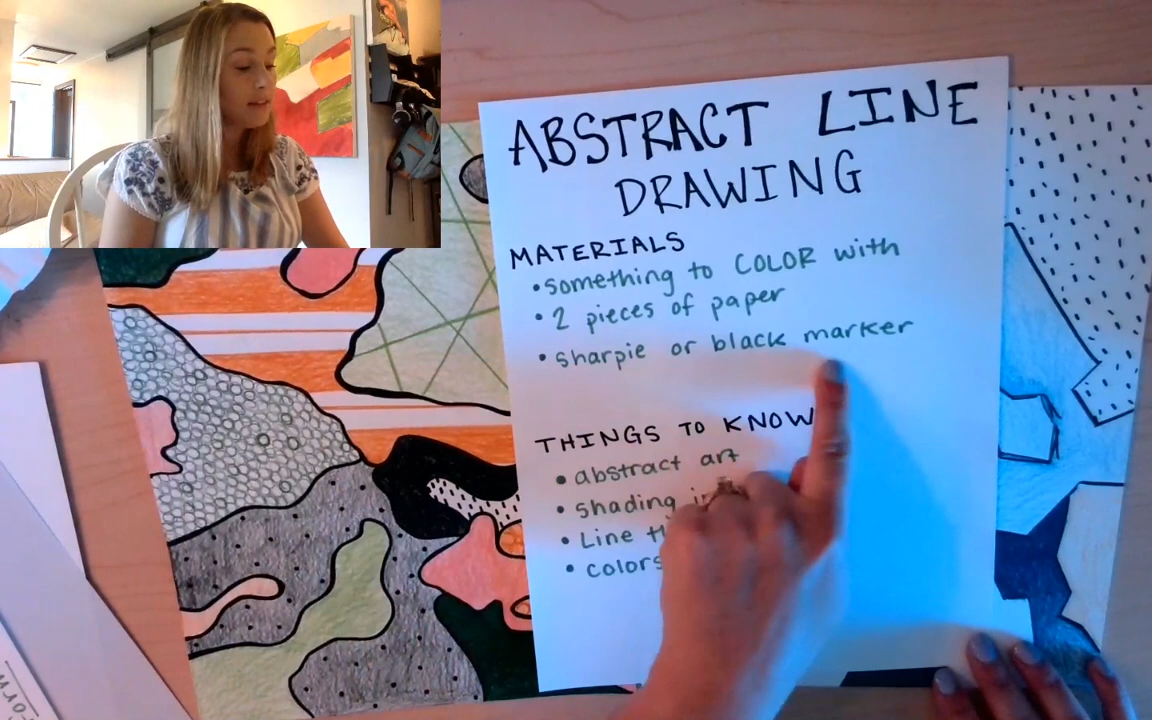 ABSTRACT LINE
DRAWING
MATERIALS
• something to COLOR with
• 2 pieces of paper
• sharpie or black marker
THINGS TO KNOW
• abstract art
• shading
• Line
• colors